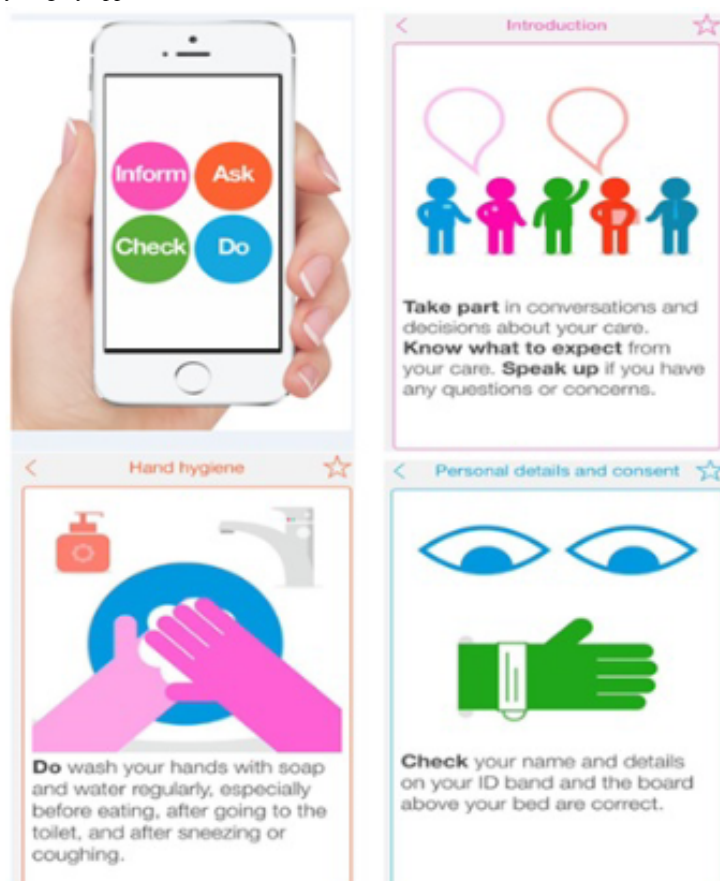 Inform Ask
Check Do
Introduction
Take part in conversations and
decisions about your care.
Know what to expect from
your care. Speak up if you have
any questions or concerns.
Hand hygiene
Do wash your hands with soap
and water regularly, especially
before eating, after going to the
toilet, and after sneezing or
coughing.
Personal details and consent
Check your name and details
on your ID band and the board
above your bed are correct.